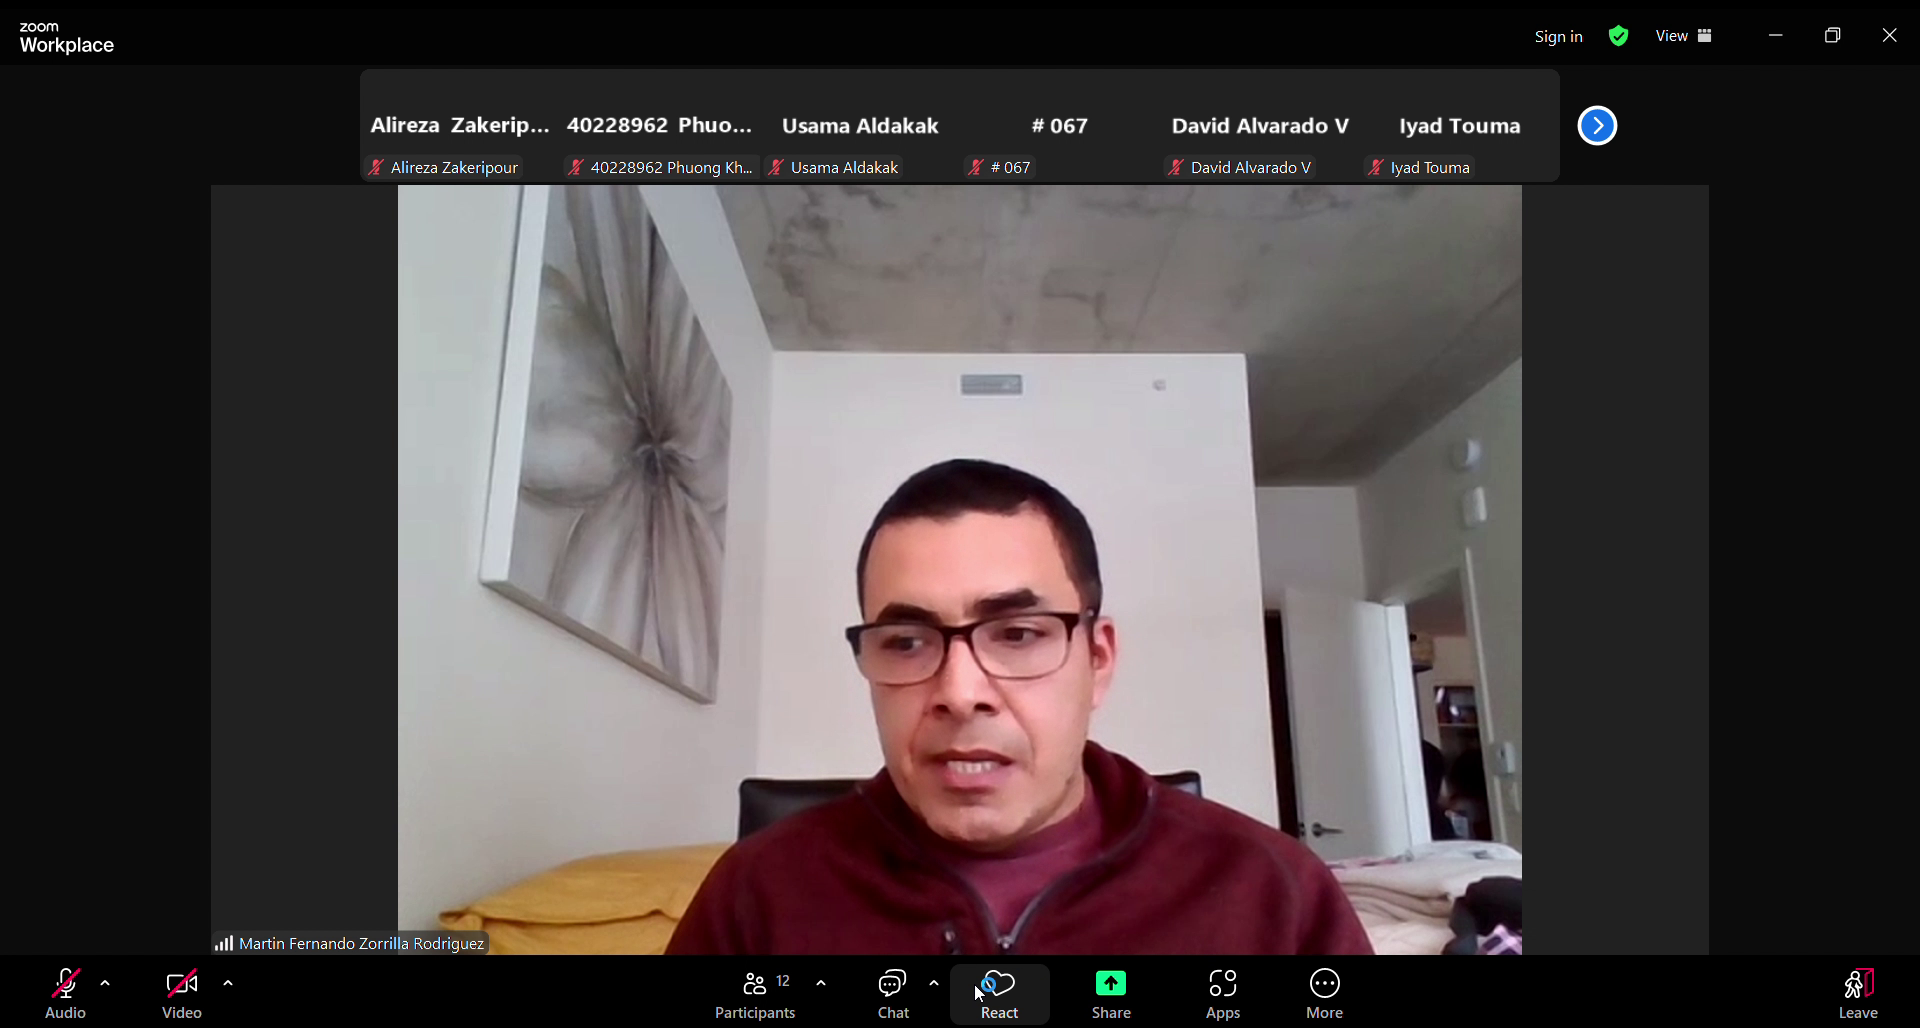 zoom
Workplace
Sign in
View
Alireza Zakerip...
40228962 Phuo...
Usama Aldakak
# 067
David Alvarado V
Iyad Touma
Alireza Zakeripour
40228962 Phuong Kh...
Usama Aldakak
# 067
David Alvarado V
Iyad Touma
Martin Fernando Zorrilla Rodriguez
Audio
Video
12
Participants
Chat
React
Share
Apps
More
Leave